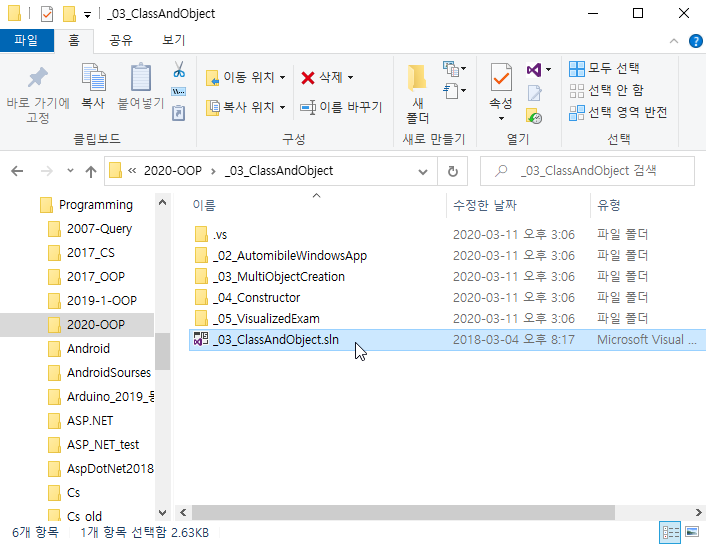 _03_ClassAndObject
파일 홈 공유 보기
바로 가기에 고정
복사
붙여넣기
클립보드
이동 위치
복사 위치
삭제
이름 바꾸기
구성
새 폴더
새로 만들기
속성
열기
모두 선택
선택 안 함
선택 영역 반전
선택
« 2020-OOP > _03_ClassAndObject
_03_ClassAndObject 검색
Programming
2007-Query
2017_CS
2017_OOP
2019-1-OOP
2020-OOP
Android
AndroidSourses
Arduino_2019_
ASP.NET
ASP_NET_test
AspDotNet2018
Cs
Cs_old
이름 수정한 날짜 유형
.vs 2020-03-11 오후 3:06 파일 폴더
_02_AutomibileWindowsApp 2020-03-11 오후 3:06 파일 폴더
_03_MultiObjectCreation 2020-03-11 오후 3:06 파일 폴더
_04_Constructor 2020-03-11 오후 3:06 파일 폴더
_05_VisualizedExam 2020-03-11 오후 3:06 파일 폴더
_03_ClassAndObject.sln 2018-03-04 오후 8:17 Microsoft Visual ...
6개 항목 1개 항목 선택함 2.63KB